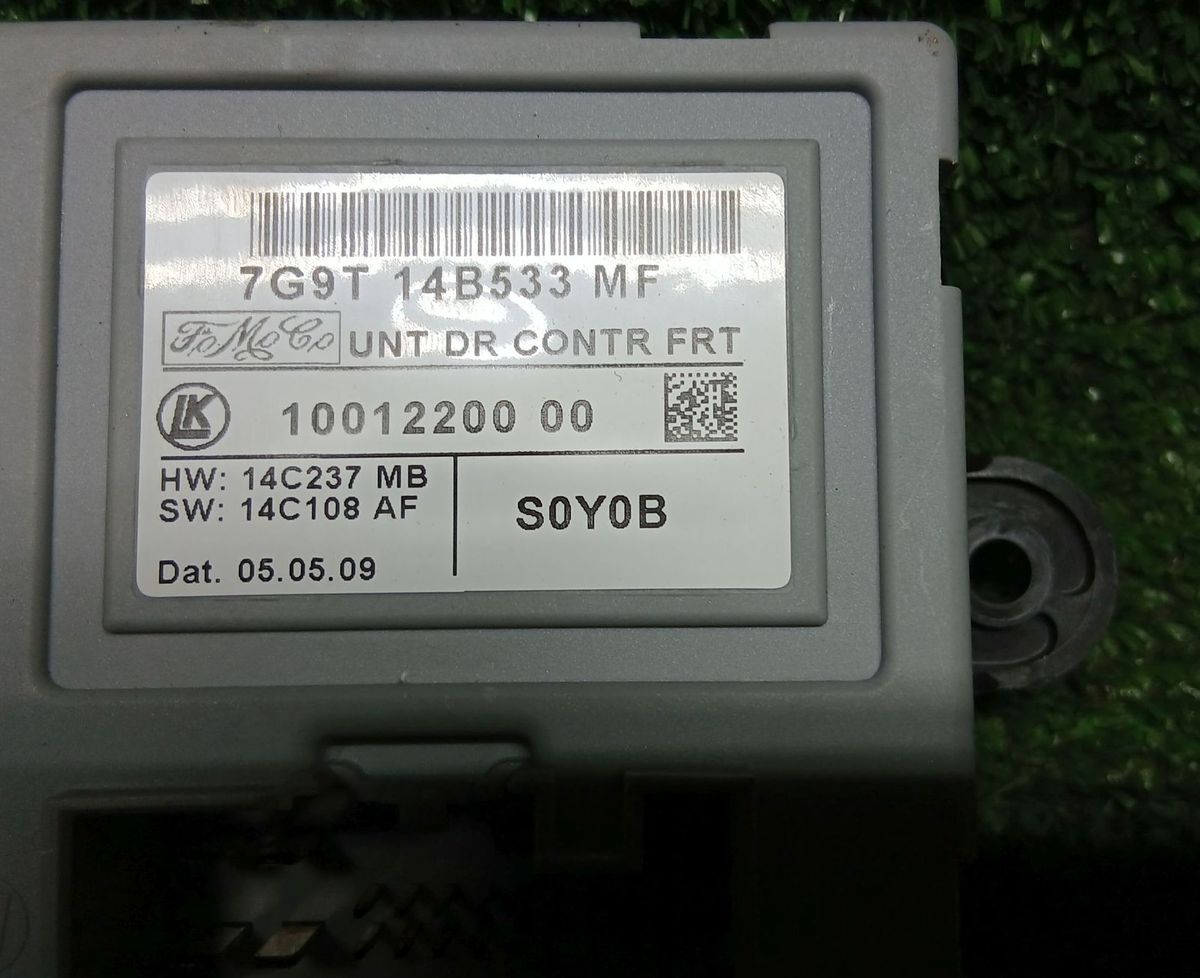 7G9T 14B533 MF
FoMoCo UNT DR CONTR FRT
LK 10012200 00
HW: 14C237 MB
SW: 14C108 AF
S0Y0B
Dat. 05.05.09